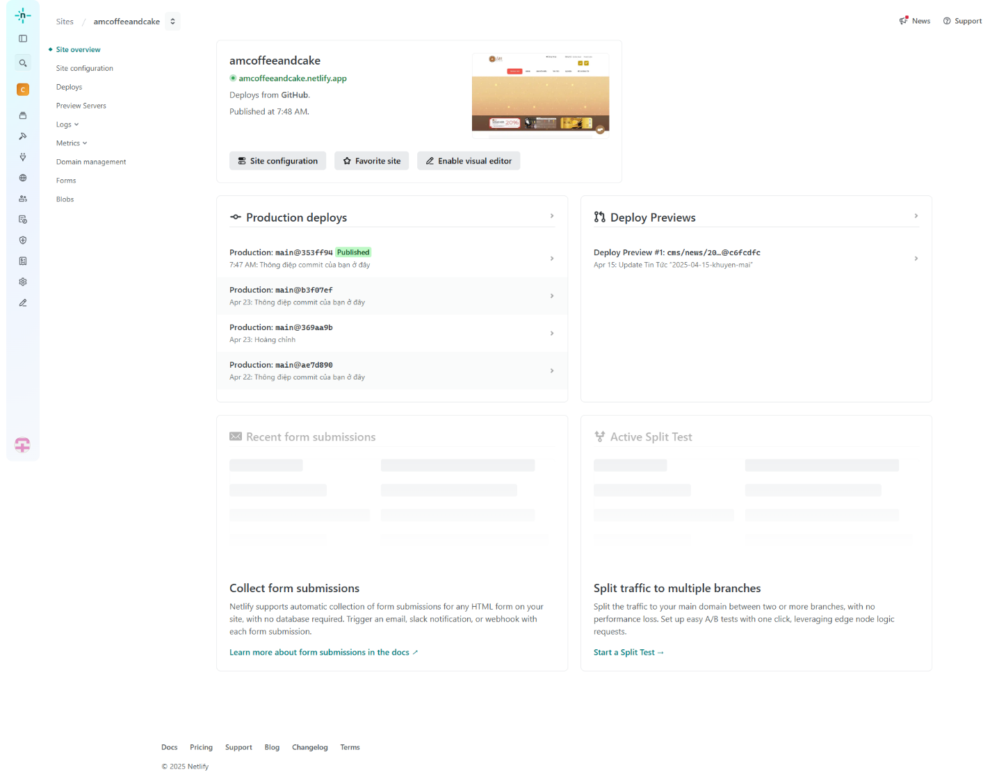 Sites / amcoffeeandcake
News
Support
C
Site overview
Site configuration
Deploys
Preview Servers
Logs
Metrics
Domain management
Forms
Blobs
amcoffeeandcake
amcoffeeandcake.netlify.app
Deploys from GitHub.
Published at 7:48 AM.
20%
Site configuration
Favorite site
Enable visual editor
Production deploys
Production: main@353ff94 Published
7:47 AM: Thông điệp commit của bạn ở đây
Production: main@b3f07ef
Apr 23: Thông điệp commit của bạn ở đây
Production: main@369aa9b
Apr 23: Hoàng chỉnh
Production: main@ae7d890
Apr 22: Thông điệp commit của bạn ở đây
Deploy Previews
Deploy Preview #1: cms/news/20…@c6fcdfc
Apr 15: Update Tin Tức "2025-04-15-khuyen-mai"
Recent form submissions
Collect form submissions
Netlify supports automatic collection of form submissions for any HTML form on your
site, with no database required. Trigger an email, slack notification, or webhook with
each form submission.
Learn more about form submissions in the docs ↗
Active Split Test
Split traffic to multiple branches
Split the traffic to your main domain between two or more branches, with no
performance loss. Set up easy A/B tests with one click, leveraging edge node logic
requests.
Start a Split Test →
Docs Pricing Support Blog Changelog Terms
© 2025 Netlify